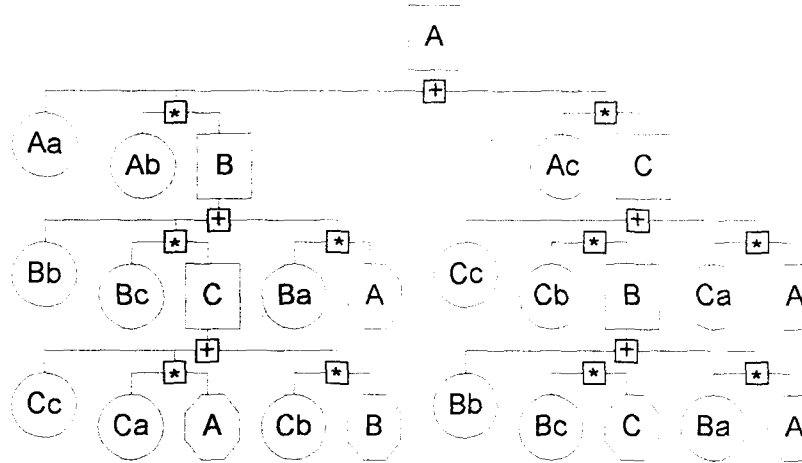 A
+
* *
Aa Ab B Ac C
+ +
* * * *
Bb Bc C Ba A Cc Cb B Ca A
+ +
* * * *
Cc Ca A Cb B Bb Bc C Ba A